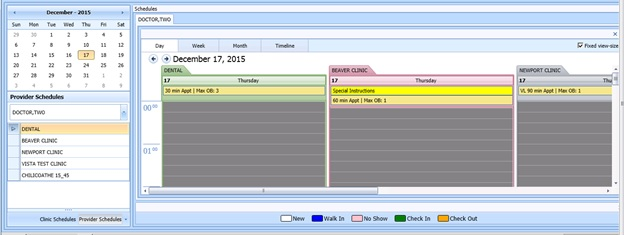 December - 2015
Sun Mon Tue Wed Thu Fri Sat
29 30 1 2 3 4 5
6 7 8 9 10 11 12
13 14 15 16 17 18 19
20 21 22 23 24 25 26
27 28 29 30 31 1 2
3 4 5 6 7 8 9
Provider Schedules
DOCTOR,TWO
DENTAL
BEAVER CLINIC
NEWPORT CLINIC
VISTA TEST CLINIC
CHILICOATHE 15_45
Clinic Schedules Provider Schedules
Schedules
DOCTOR,TWO
Day Week Month Timeline
Fixed view-size
December 17, 2015
DENTAL BEAVER CLINIC NEWPORT CLINIC
17 Thursday 17 Thursday 17 Thu
30 min Appt | Max OB: 3 Special Instructions VL 90 min Appt | Max OB: 1
60 min Appt | Max OB: 1
00 00
01 00
New Walk In No Show Check In Check Out